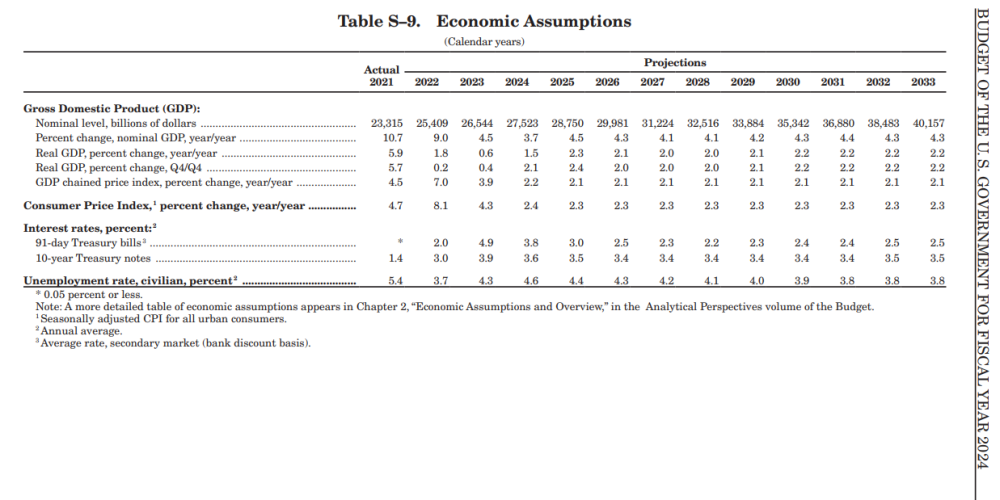 Table S–9. Economic Assumptions
(Calendar years)
Actual 2021 Projections
2022 2023 2024 2025 2026 2027 2028 2029 2030 2031 2032 2033
Gross Domestic Product (GDP):
Nominal level, billions of dollars 23,315 25,409 26,544 27,523 28,750 29,981 31,224 32,516 33,884 35,342 36,880 38,483 40,157
Percent change, nominal GDP, year/year 10.7 9.0 4.5 3.7 4.5 4.3 4.1 4.1 4.2 4.3 4.4 4.3 4.3
Real GDP, percent change, year/year 5.9 1.8 0.6 1.5 2.3 2.1 2.0 2.0 2.1 2.2 2.2 2.2 2.2
Real GDP, percent change, Q4/Q4 5.7 0.2 0.4 2.1 2.4 2.0 2.0 2.0 2.1 2.2 2.2 2.2 2.2
GDP chained price index, percent change, year/year 4.5 7.0 3.9 2.2 2.1 2.1 2.1 2.1 2.1 2.1 2.1 2.1 2.1
Consumer Price Index,¹ percent change, year/year 4.7 8.1 4.3 2.4 2.3 2.3 2.3 2.3 2.3 2.3 2.3 2.3 2.3
Interest rates, percent:²
91-day Treasury bills³ * 2.0 4.9 3.8 3.0 2.5 2.3 2.2 2.3 2.4 2.4 2.5 2.5
10-year Treasury notes 1.4 3.0 3.9 3.6 3.5 3.4 3.4 3.4 3.4 3.4 3.4 3.5 3.5
Unemployment rate, civilian, percent² 5.4 3.7 4.3 4.6 4.4 4.3 4.2 4.1 4.0 3.9 3.8 3.8 3.8
* 0.05 percent or less.
Note: A more detailed table of economic assumptions appears in Chapter 2, “Economic Assumptions and Overview,” in the Analytical Perspectives volume of the Budget.
¹ Seasonally adjusted CPI for all urban consumers.
² Annual average.
³ Average rate, secondary market (bank discount basis).
BUDGET OF THE U. S. GOVERNMENT FOR FISCAL YEAR 2024